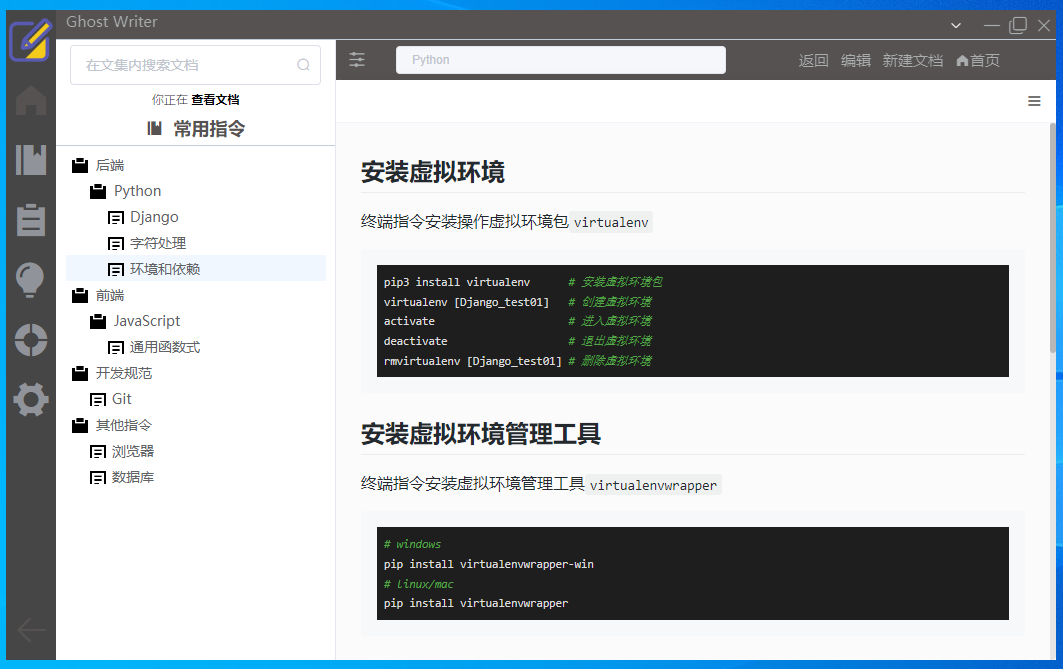 Ghost Writer
在文集内搜索文档
你正在 查看文档
常用指令
后端
Python
Django
字符处理
环境和依赖
前端
JavaScript
通用函数式
开发规范
Git
其他指令
浏览器
数据库
Python
返回 编辑 新建文档 首页
安装虚拟环境
终端指令安装操作虚拟环境包 virtualenv
pip3 install virtualenv # 安装虚拟环境包
virtualenv [Django_test01] # 创建虚拟环境
activate # 进入虚拟环境
deactivate # 退出虚拟环境
rmvirtualenv [Django_test01] # 删除虚拟环境
安装虚拟环境管理工具
终端指令安装虚拟环境管理工具 virtualenvwrapper
# windows
pip install virtualenvwrapper-win
# linux/mac
pip install virtualenvwrapper